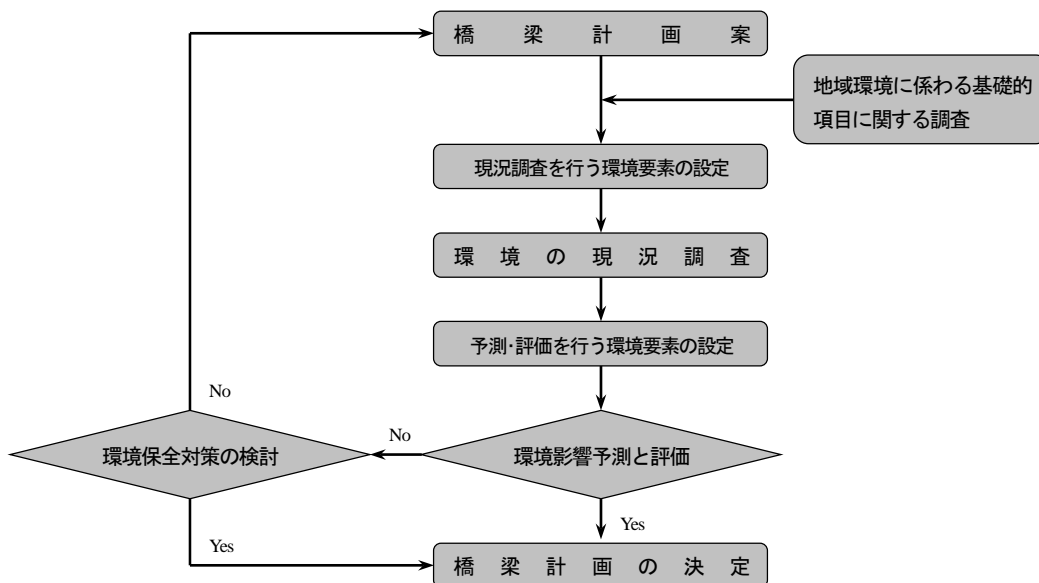 橋梁計画案
地域環境に係わる基礎的
項目に関する調査
現況調査を行う環境要素の設定
環境の現況調査
予測・評価を行う環境要素の設定
No
No
環境保全対策の検討
環境影響予測と評価
Yes
Yes
橋梁計画の決定